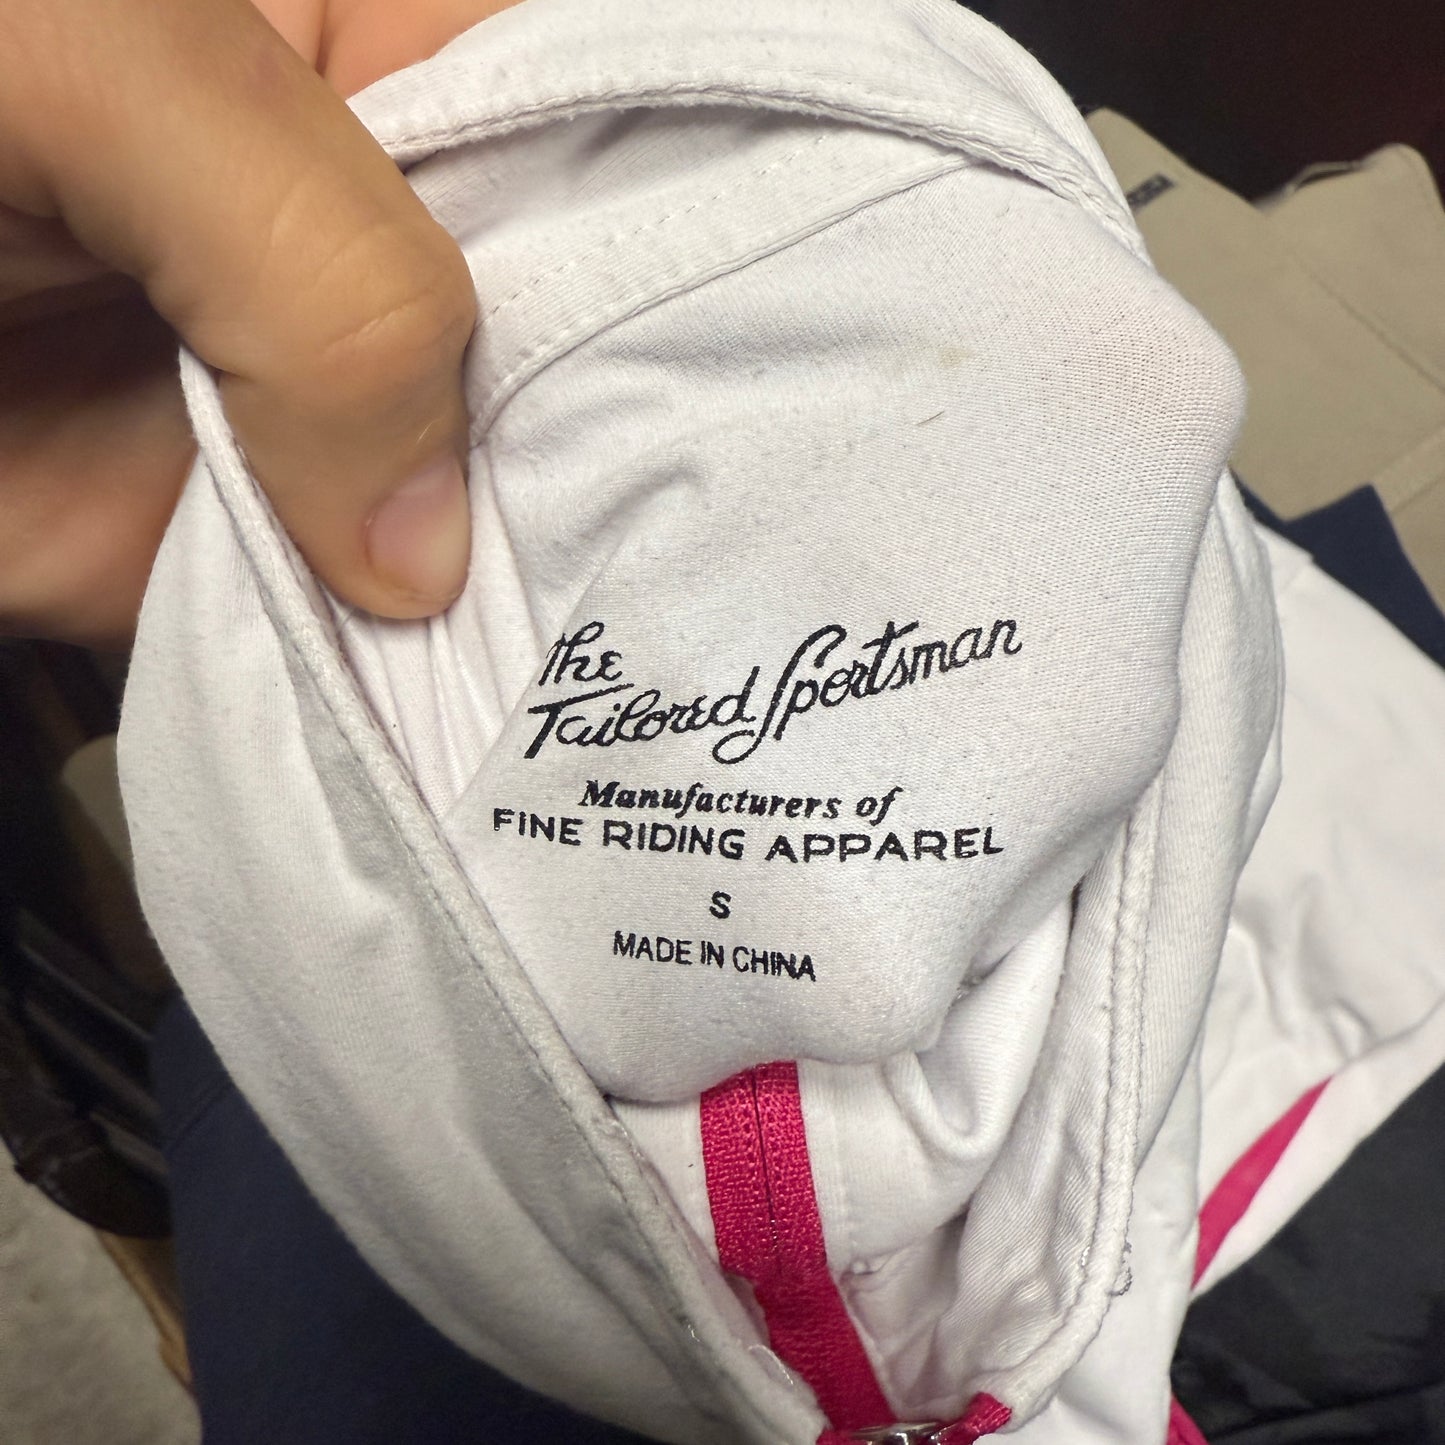 The
Tailored Sportsman
Manufacturers of
FINE RIDING APPAREL
S
MADE IN CHINA